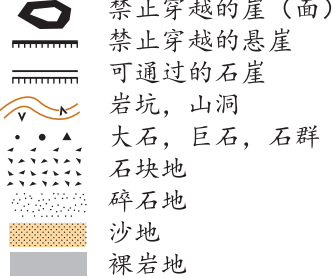 禁止穿越的崖（面）
禁止穿越的悬崖
可通过的石崖
岩坑，山洞
大石，巨石，石群
石块地
碎石地
沙地
裸岩地